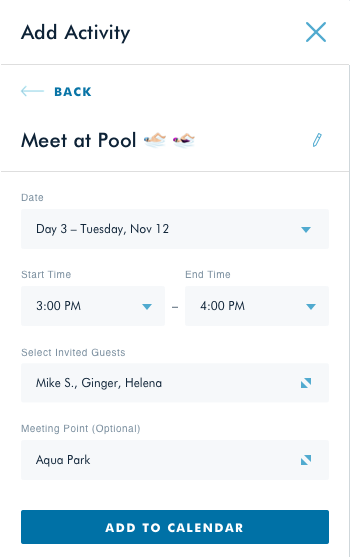 Add Activity
BACK
Meet at Pool 🏊🏻‍♂️ 🏊🏻‍♀️
Date
Day 3 – Tuesday, Nov 12
Start Time End Time
3:00 PM – 4:00 PM
Select Invited Guests
Mike S., Ginger, Helena
Meeting Point (Optional)
Aqua Park
ADD TO CALENDAR